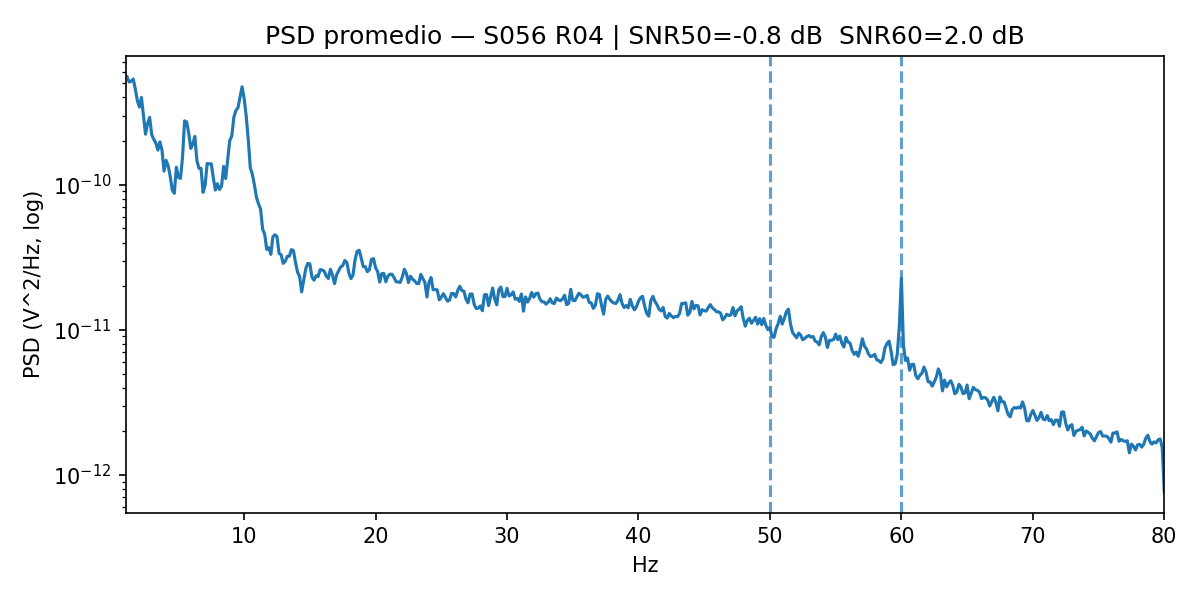 PSD promedio — S056 R04 | SNR50=-0.8 dB  SNR60=2.0 dB
PSD (V^2/Hz, log)
10⁻¹⁰
10⁻¹¹
10⁻¹²
10 20 30 40 50 60 70 80
Hz